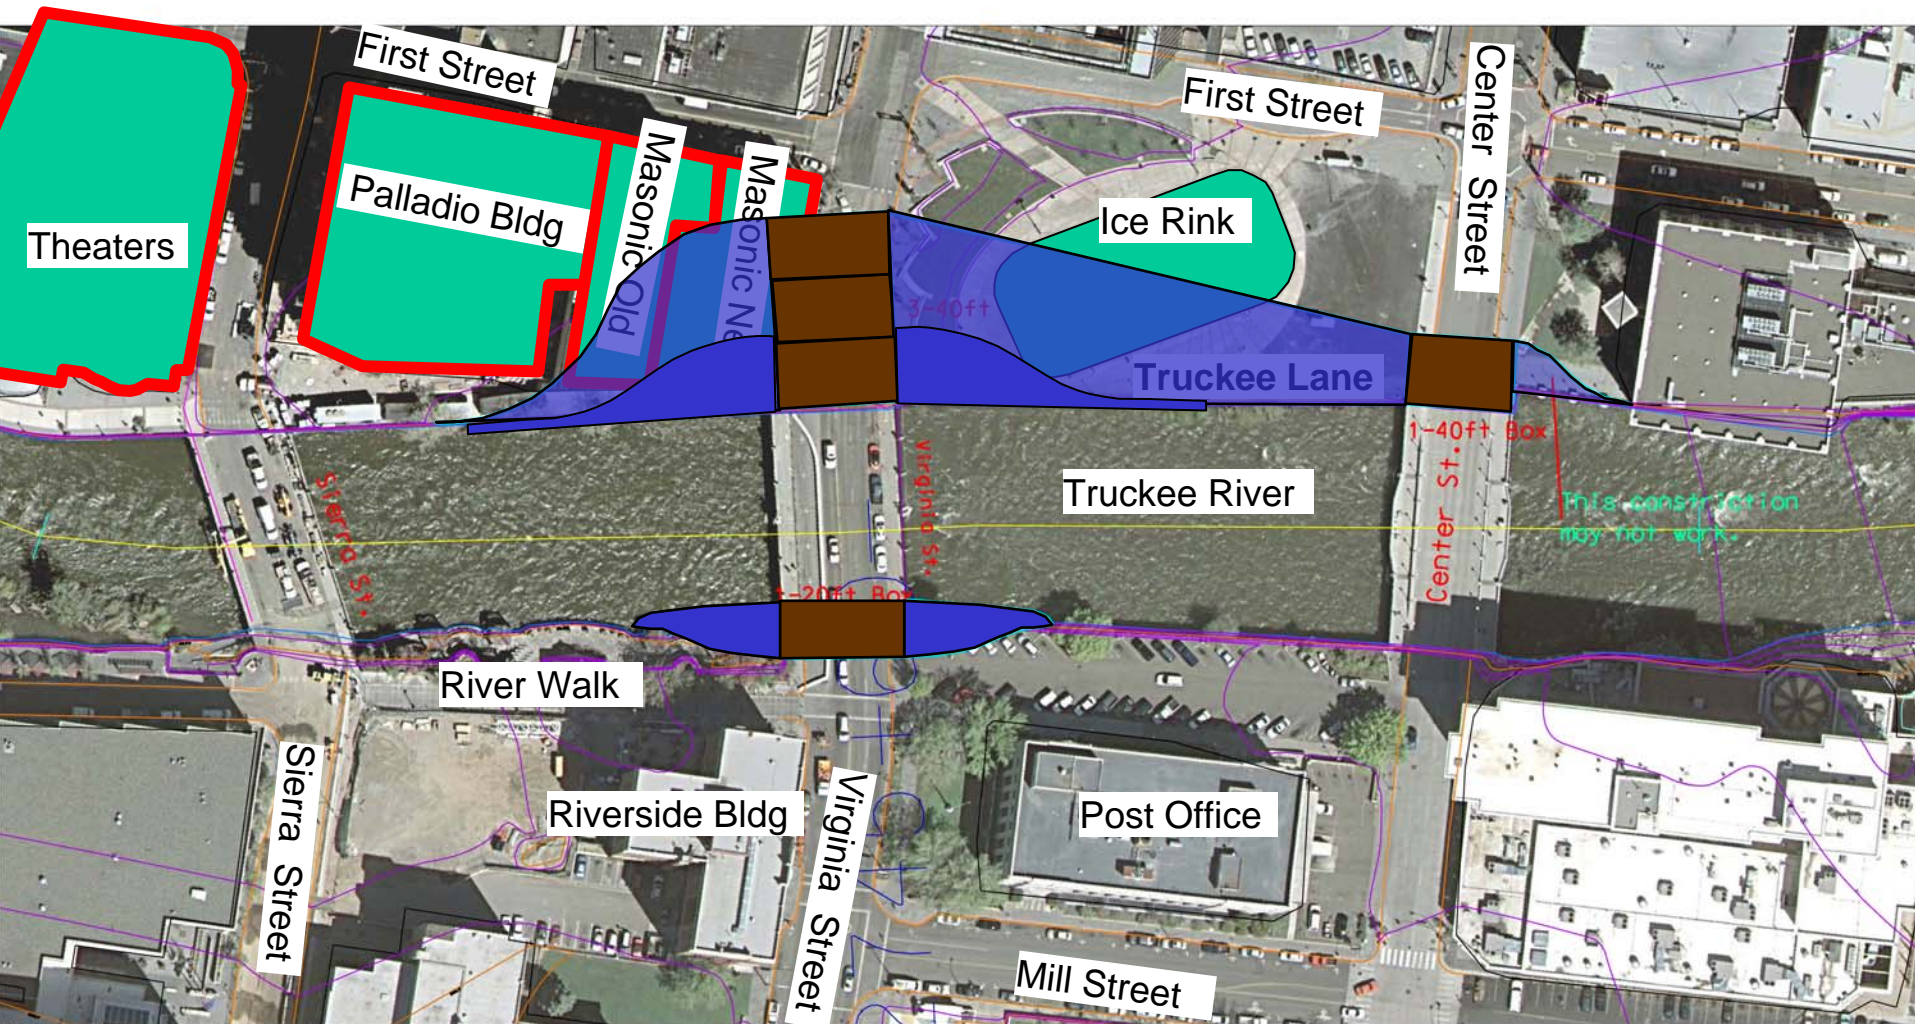 First Street
First Street
Center Street
Masonic Old
Masonic Ne
Palladio Bldg
Ice Rink
Theaters
3-40ft
Truckee Lane
1-40ft Box
Virginia St.
Center St.
Sierra St.
Truckee River
This constriction
may not work.
1-20ft Box
River Walk
Sierra Street
Riverside Bldg
Virginia Street
Post Office
Mill Street